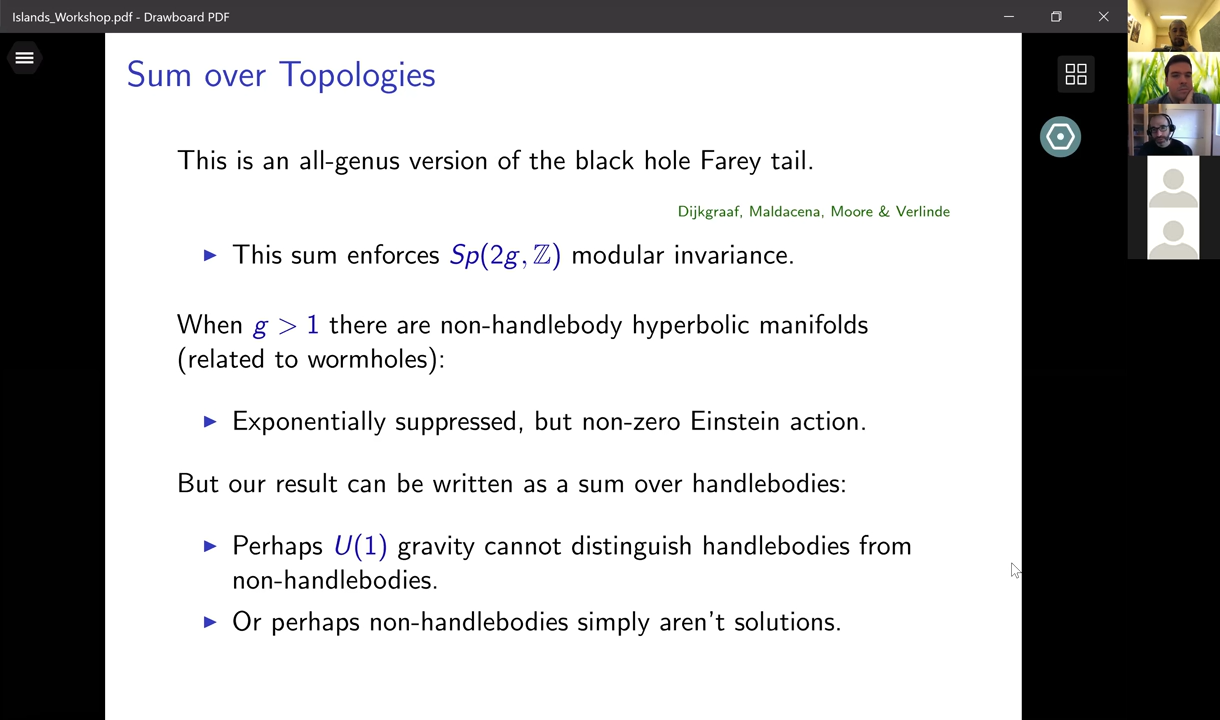 Islands_Workshop.pdf - Drawboard PDF
Sum over Topologies
This is an all-genus version of the black hole Farey tail.
Dijkgraaf, Maldacena, Moore & Verlinde
▶ This sum enforces Sp(2g, ℤ) modular invariance.
When g > 1 there are non-handlebody hyperbolic manifolds
(related to wormholes):
▶ Exponentially suppressed, but non-zero Einstein action.
But our result can be written as a sum over handlebodies:
▶ Perhaps U(1) gravity cannot distinguish handlebodies from
non-handlebodies.
▶ Or perhaps non-handlebodies simply aren't solutions.